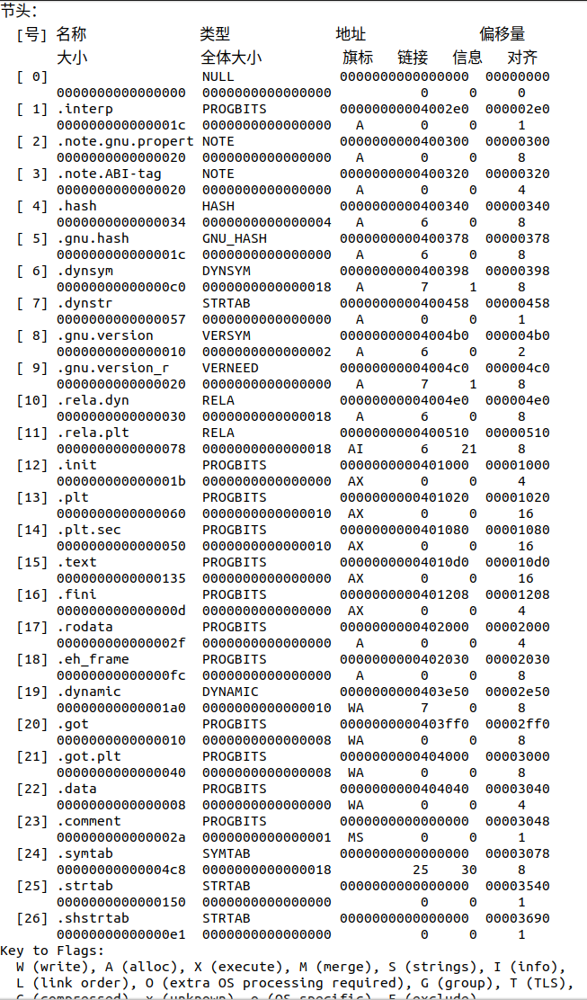 节头：
[号] 名称 类型 地址 偏移量
大小 全体大小 旗标 链接 信息 对齐
[ 0] NULL 0000000000000000 00000000
0000000000000000 0000000000000000 0 0 0
[ 1] .interp PROGBITS 00000000004002e0 000002e0
000000000000001c 0000000000000000 A 0 0 1
[ 2] .note.gnu.propert NOTE 0000000000400300 00000300
0000000000000020 0000000000000000 A 0 0 8
[ 3] .note.ABI-tag NOTE 0000000000400320 00000320
0000000000000020 0000000000000000 A 0 0 4
[ 4] .hash HASH 0000000000400340 00000340
0000000000000034 0000000000000004 A 6 0 8
[ 5] .gnu.hash GNU_HASH 0000000000400378 00000378
000000000000001c 0000000000000000 A 6 0 8
[ 6] .dynsym DYNSYM 0000000000400398 00000398
00000000000000c0 0000000000000018 A 7 1 8
[ 7] .dynstr STRTAB 0000000000400458 00000458
0000000000000057 0000000000000000 A 0 0 1
[ 8] .gnu.version VERSYM 00000000004004b0 000004b0
0000000000000010 0000000000000002 A 6 0 2
[ 9] .gnu.version_r VERNEED 00000000004004c0 000004c0
0000000000000020 0000000000000000 A 7 1 8
[10] .rela.dyn RELA 00000000004004e0 000004e0
0000000000000030 0000000000000018 A 6 0 8
[11] .rela.plt RELA 0000000000400510 00000510
0000000000000078 0000000000000018 AI 6 21 8
[12] .init PROGBITS 0000000000401000 00001000
000000000000001b 0000000000000000 AX 0 0 4
[13] .plt PROGBITS 0000000000401020 00001020
0000000000000060 0000000000000010 AX 0 0 16
[14] .plt.sec PROGBITS 0000000000401080 00001080
0000000000000050 0000000000000010 AX 0 0 16
[15] .text PROGBITS 00000000004010d0 000010d0
0000000000000135 0000000000000000 AX 0 0 16
[16] .fini PROGBITS 0000000000401208 00001208
000000000000000d 0000000000000000 AX 0 0 4
[17] .rodata PROGBITS 0000000000402000 00002000
000000000000002f 0000000000000000 A 0 0 4
[18] .eh_frame PROGBITS 0000000000402030 00002030
00000000000000fc 0000000000000000 A 0 0 8
[19] .dynamic DYNAMIC 0000000000403e50 00002e50
00000000000001a0 0000000000000010 WA 7 0 8
[20] .got PROGBITS 0000000000403ff0 00002ff0
0000000000000010 0000000000000008 WA 0 0 8
[21] .got.plt PROGBITS 0000000000404000 00003000
0000000000000040 0000000000000008 WA 0 0 8
[22] .data PROGBITS 0000000000404040 00003040
0000000000000008 0000000000000000 WA 0 0 4
[23] .comment PROGBITS 0000000000000000 00003048
000000000000002a 0000000000000001 MS 0 0 1
[24] .symtab SYMTAB 0000000000000000 00003078
00000000000004c8 0000000000000018 25 30 8
[25] .strtab STRTAB 0000000000000000 00003540
0000000000000150 0000000000000000 0 0 1
[26] .shstrtab STRTAB 0000000000000000 00003690
00000000000000e1 0000000000000000 0 0 1
Key to Flags:
W (write), A (alloc), X (execute), M (merge), S (strings), I (info),
L (link order), O (extra OS processing required), G (group), T (TLS),
C (compressed), x (unknown), o (OS specific), E (exclude),